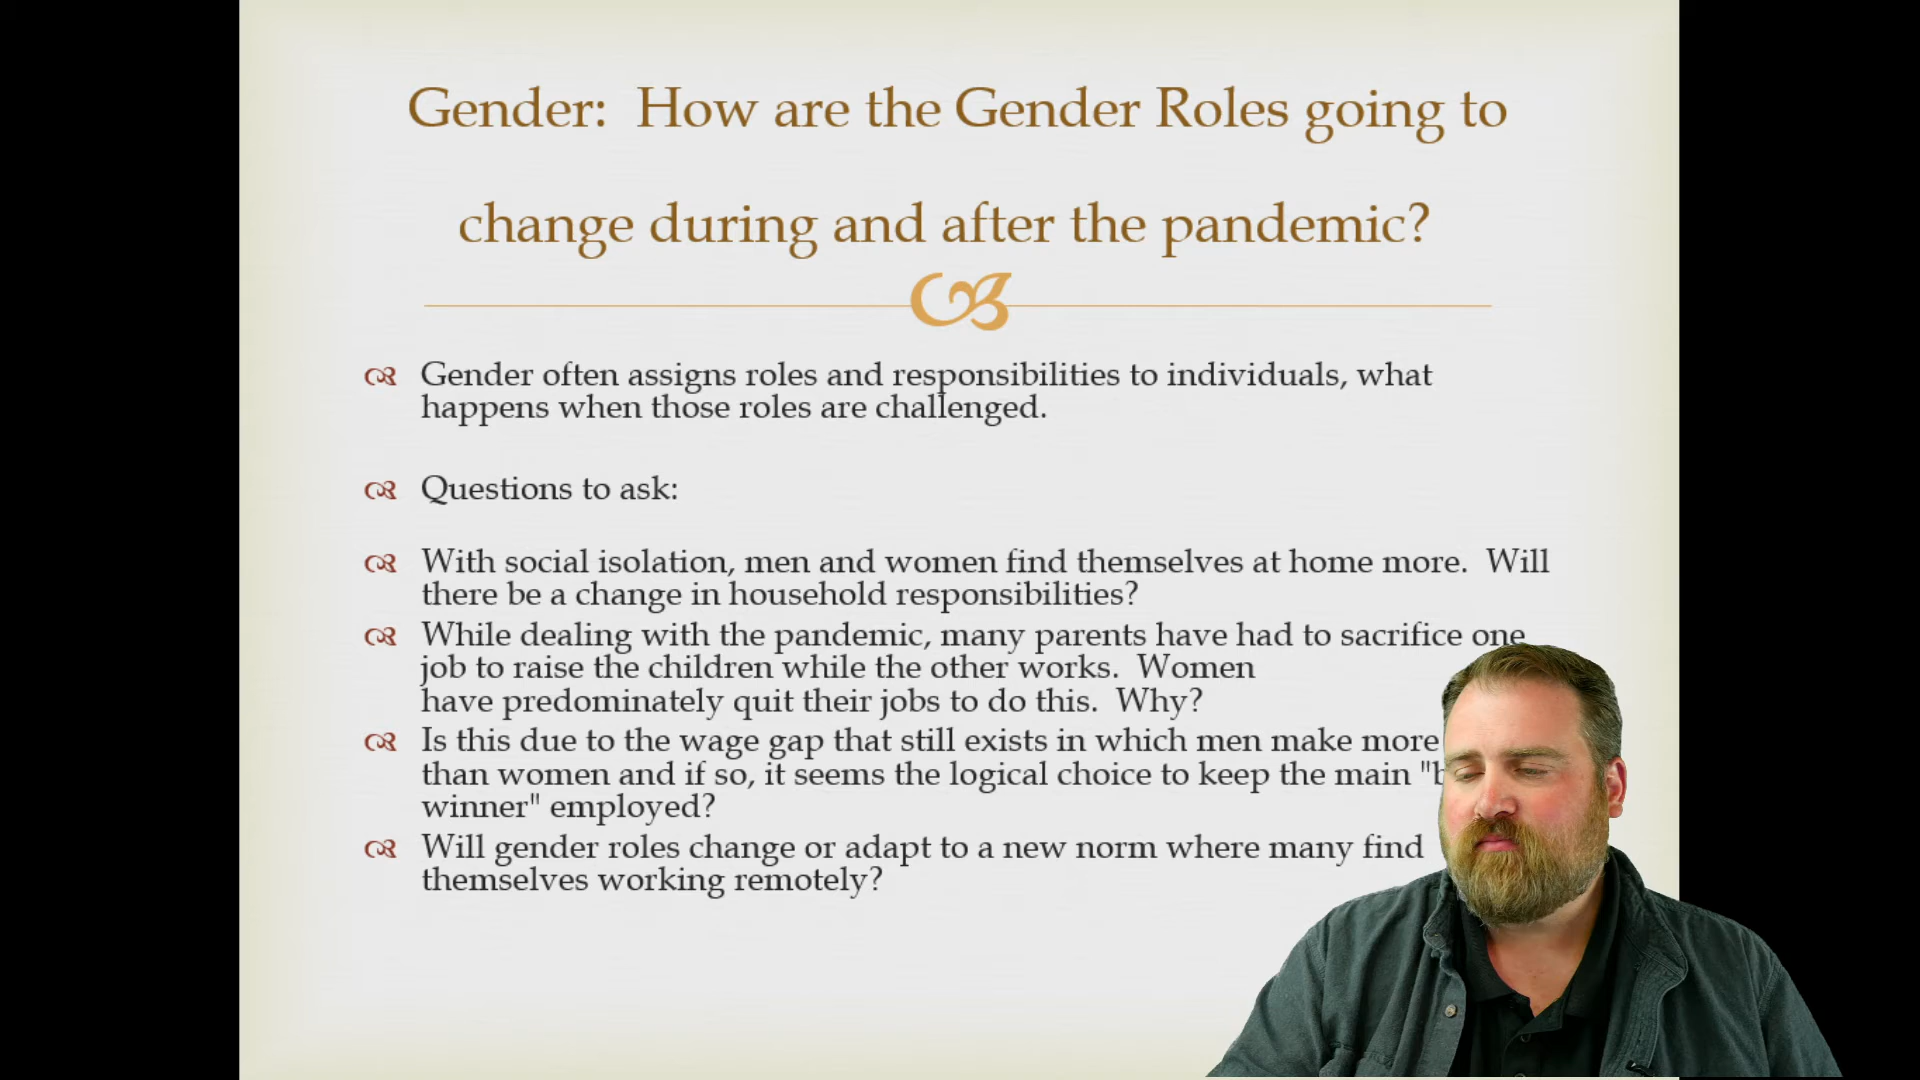 Gender:  How are the Gender Roles going to
change during and after the pandemic?
Gender often assigns roles and responsibilities to individuals, what
happens when those roles are challenged.
Questions to ask:
With social isolation, men and women find themselves at home more.  Will
there be a change in household responsibilities?
While dealing with the pandemic, many parents have had to sacrifice one
job to raise the children while the other works.  Women
have predominately quit their jobs to do this.  Why?
Is this due to the wage gap that still exists in which men make more
than women and if so, it seems the logical choice to keep the main
winner" employed?
Will gender roles change or adapt to a new norm where many find
themselves working remotely?